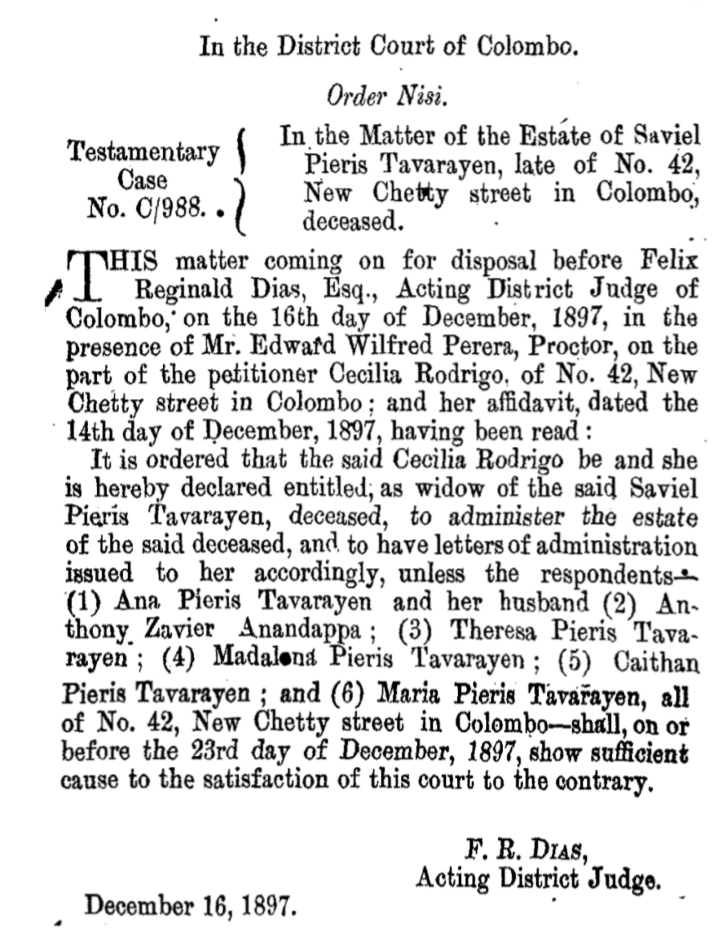 In the District Court of Colombo.
Order Nisi.
Testamentary
Case
No. C/988.
In the Matter of the Estate of Saviel
Pieris Tavarayen, late of No. 42,
New Chetty street in Colombo,
deceased.
THIS matter coming on for disposal before Felix
Reginald Dias, Esq., Acting District Judge of
Colombo, on the 16th day of December, 1897, in the
presence of Mr. Edward Wilfred Perera, Proctor, on the
part of the petitioner Cecilia Rodrigo, of No. 42, New
Chetty street in Colombo; and her affidavit, dated the
14th day of December, 1897, having been read:
It is ordered that the said Cecilia Rodrigo be and she
is hereby declared entitled, as widow of the said Saviel
Pieris Tavarayen, deceased, to administer the estate
of the said deceased, and to have letters of administration
issued to her accordingly, unless the respondents—
(1) Ana Pieris Tavarayen and her husband (2) An-
thony Zavier Anandappa; (3) Theresa Pieris Tava-
rayen; (4) Madalena Pieris Tavarayen; (5) Caithan
Pieris Tavarayen; and (6) Maria Pieris Tavarayen, all
of No. 42, New Chetty street in Colombo—shall, on or
before the 23rd day of December, 1897, show sufficient
cause to the satisfaction of this court to the contrary.
F. R. DIAS,
Acting District Judge.
December 16, 1897.